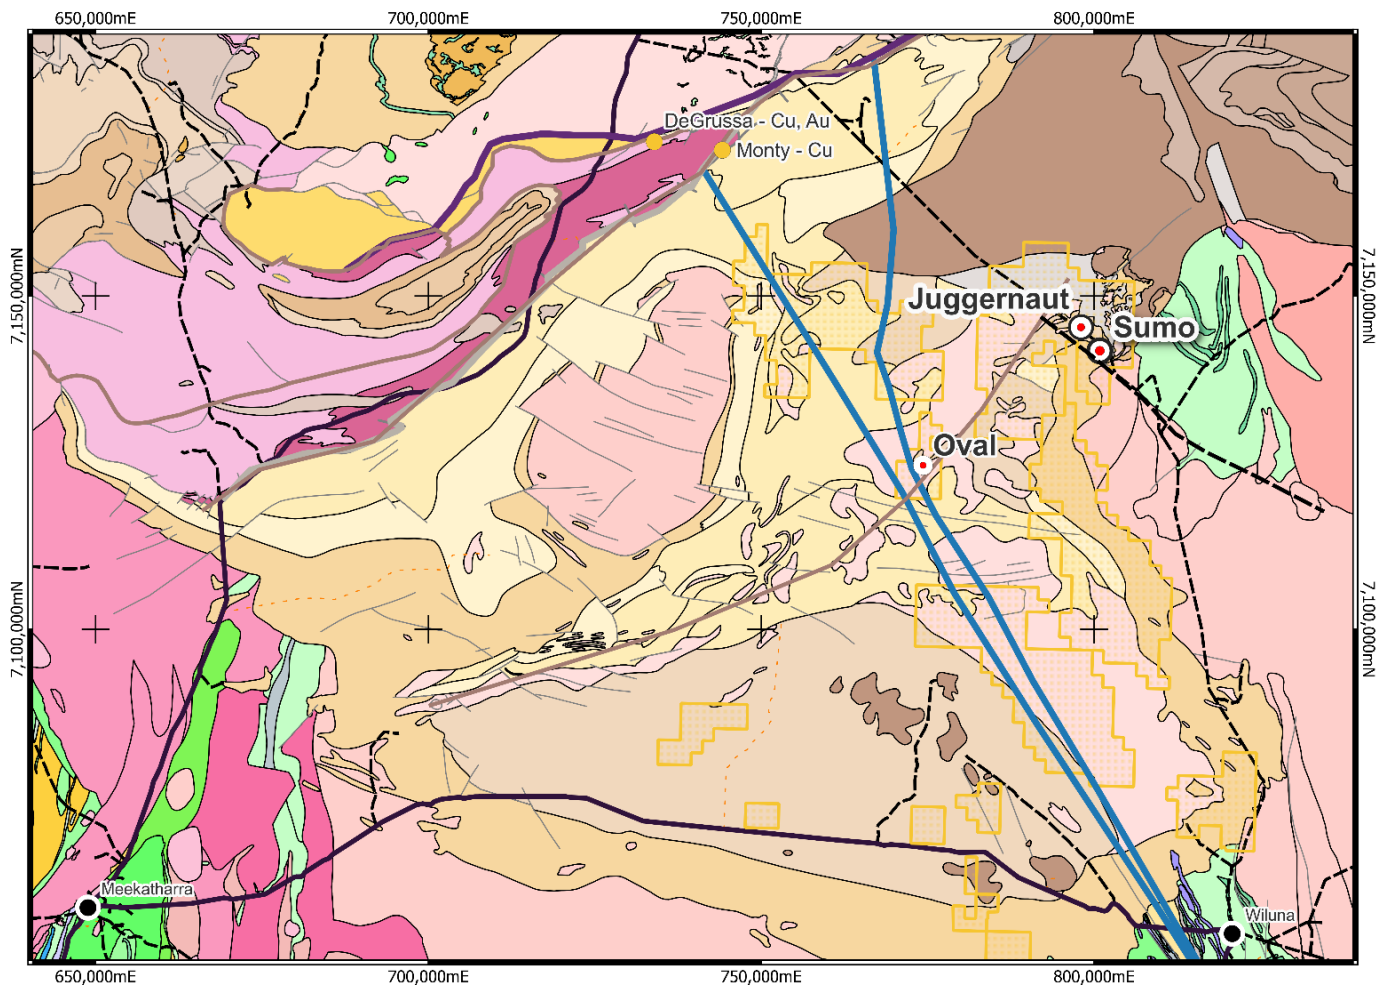 650,000mE
700,000mE
750,000mE
800,000mE
DeGrussa - Cu, Au
Monty - Cu
7,150,000mN
7,150,000mN
Juggernaut
Sumo
Oval
7,100,000mN
7,100,000mN
Meekatharra
Wiluna
650,000mE
700,000mE
750,000mE
800,000mE